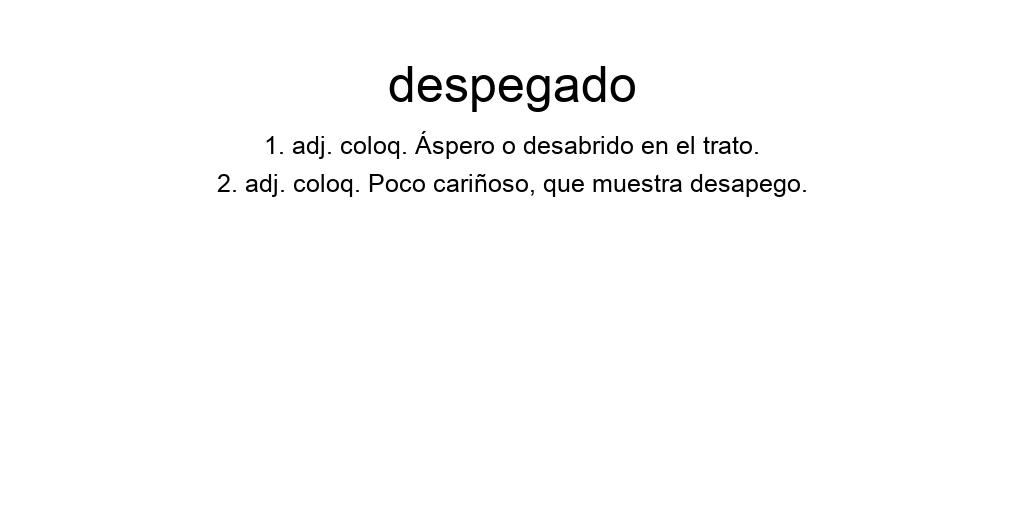 despegado
1. adj. coloq. Áspero o desabrido en el trato.
2. adj. coloq. Poco cariñoso, que muestra desapego.